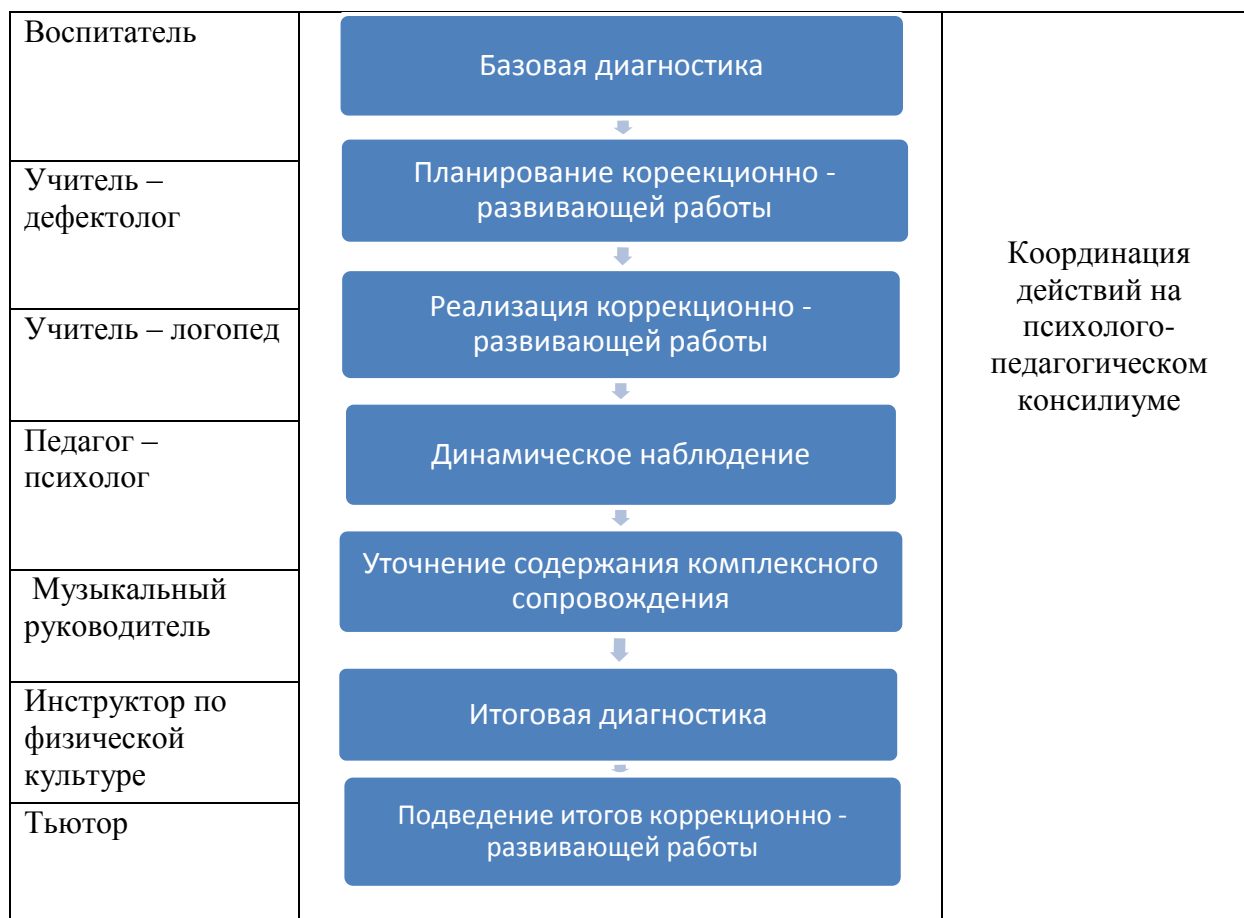 Воспитатель
Учитель –
дефектолог
Учитель – логопед
Педагог –
психолог
Музыкальный
руководитель
Инструктор по
физической
культуре
Тьютор
Базовая диагностика
Планирование кореекционно -
развивающей работы
Реализация коррекционно -
развивающей работы
Динамическое наблюдение
Уточнение содержания комплексного
сопровождения
Итоговая диагностика
Подведение итогов коррекционно -
развивающей работы
Координация
действий на
психолого-
педагогическом
консилиуме